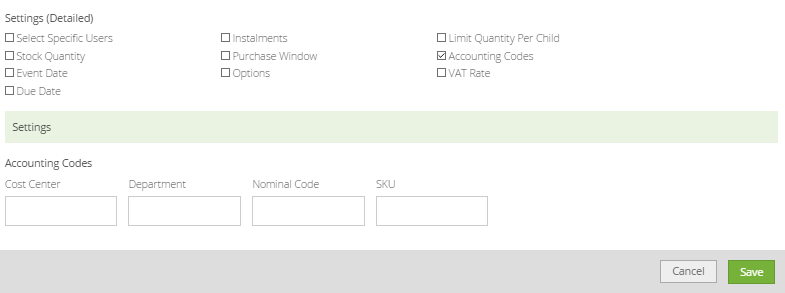 Settings (Detailed)
Select Specific Users Instalments Limit Quantity Per Child
Stock Quantity Purchase Window Accounting Codes
Event Date Options VAT Rate
Due Date
Settings
Accounting Codes
Cost Center Department Nominal Code SKU
Cancel Save